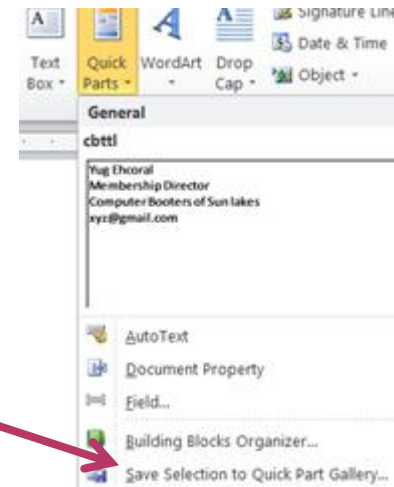 Signature Line
Date & Time
Object
Text Box
Quick Parts
WordArt
Drop Cap
General
cbttl
Yug Ehcoral
Membership Director
Computer Booters of Sun lakes
xyz@gmail.com
AutoText
Document Property
Field...
Building Blocks Organizer...
Save Selection to Quick Part Gallery...